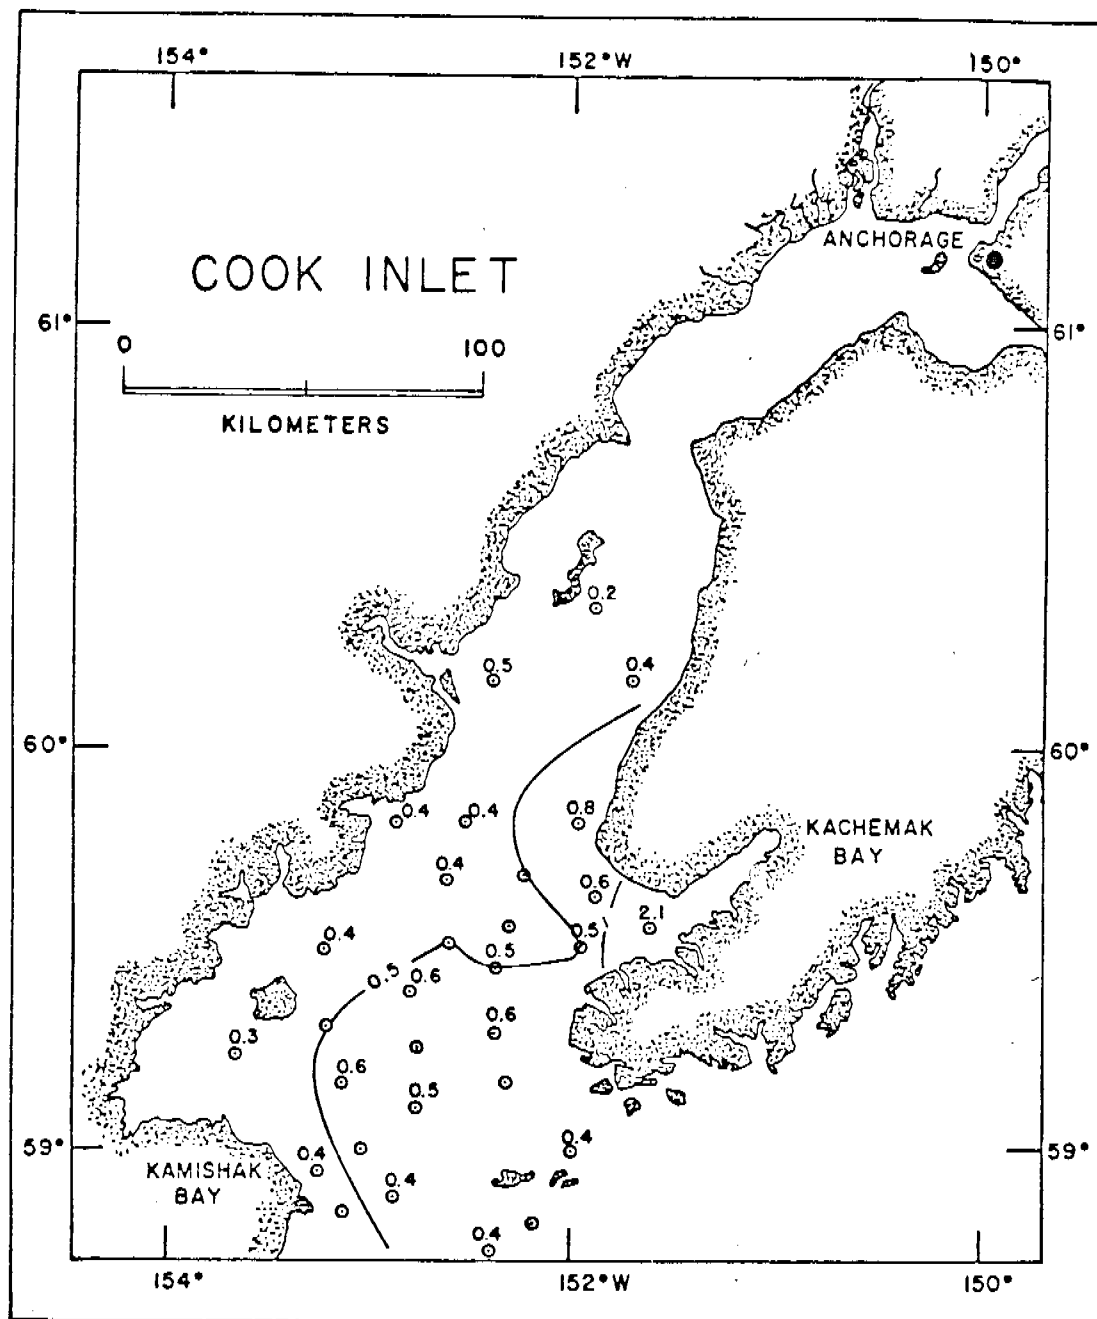 154° 152°W 150°
ANCHORAGE
COOK INLET
61° 61°
0 100
KILOMETERS
0.2
0.5 0.4
60° 60°
0.4 0.4 0.8
KACHEMAK
BAY
0.4
0.6
2.1
0.4 0.5
0.5
0.5 0.6
0.6
0.3
0.6
0.5
59° 0.4 59°
0.4
KAMISHAK
BAY
0.4
0.4
154° 152°W 150°